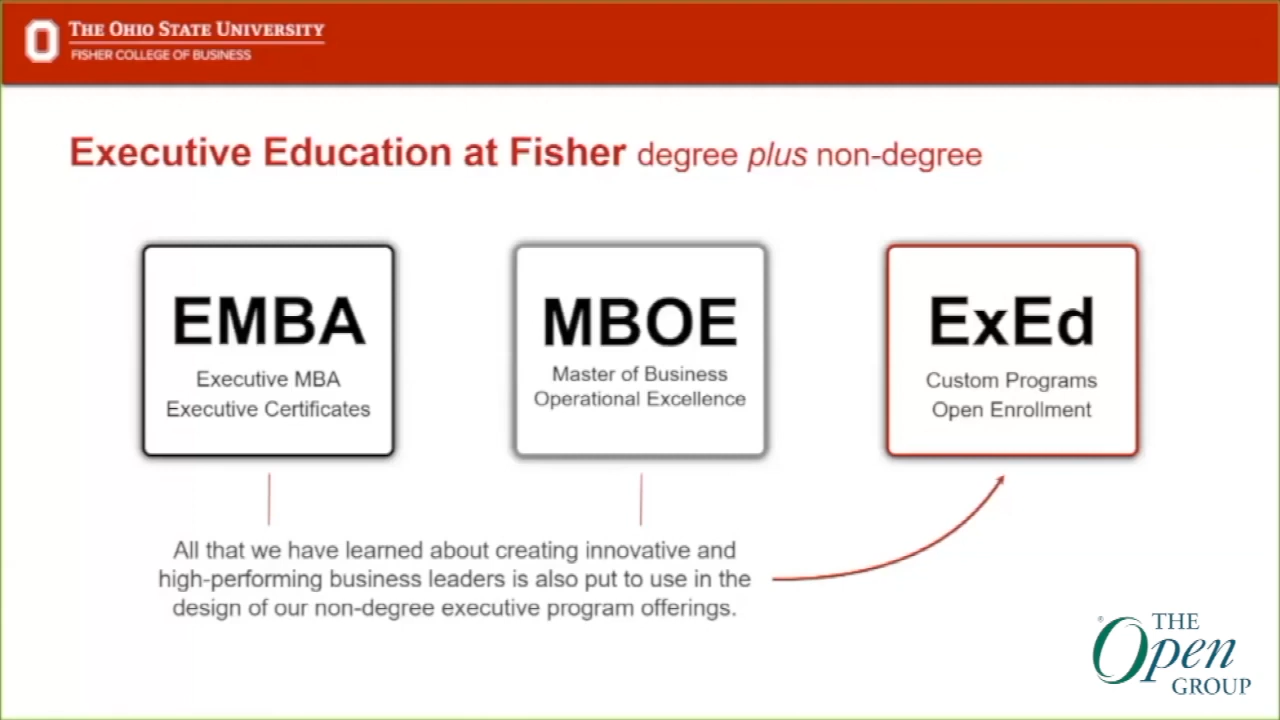 THE OHIO STATE UNIVERSITY
FISHER COLLEGE OF BUSINESS
Executive Education at Fisher degree plus non-degree
EMBA
Executive MBA
Executive Certificates
MBOE
Master of Business
Operational Excellence
ExEd
Custom Programs
Open Enrollment
All that we have learned about creating innovative and
high-performing business leaders is also put to use in the
design of our non-degree executive program offerings.
® THE
Open
GROUP